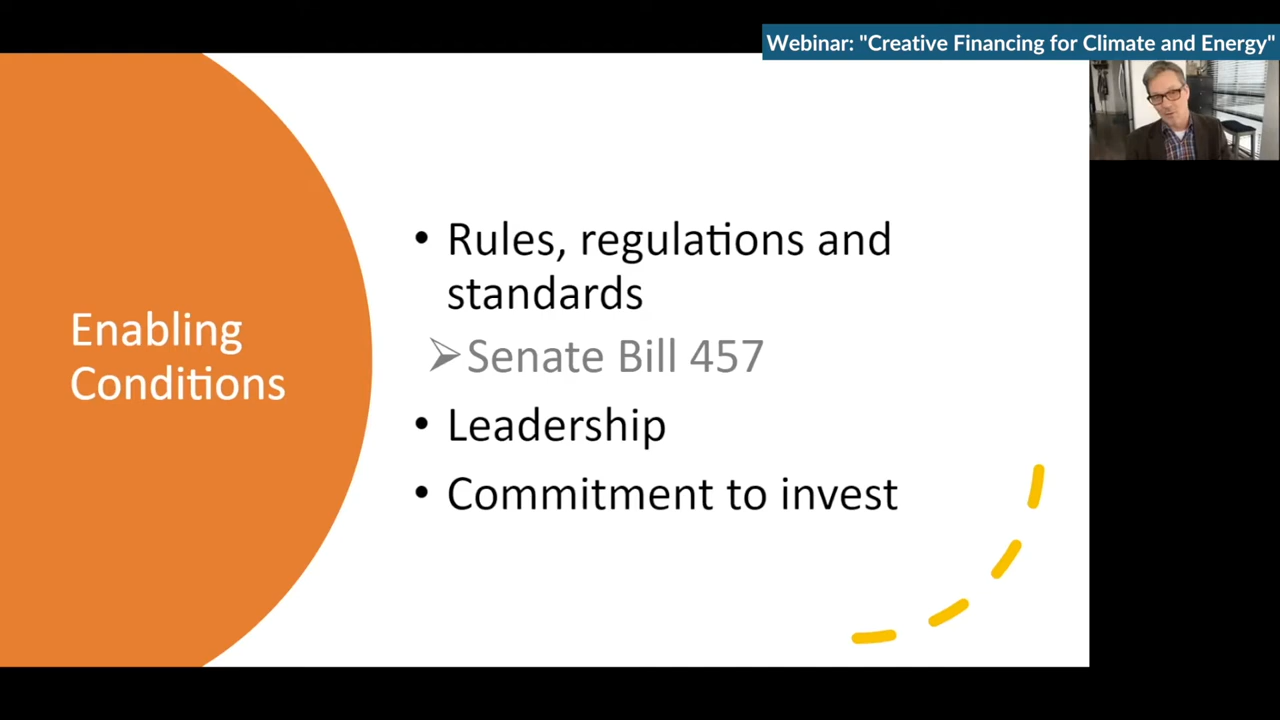 Webinar: "Creative Financing for Climate and Energy"
Enabling
Conditions
• Rules, regulations and
standards
➢Senate Bill 457
• Leadership
• Commitment to invest